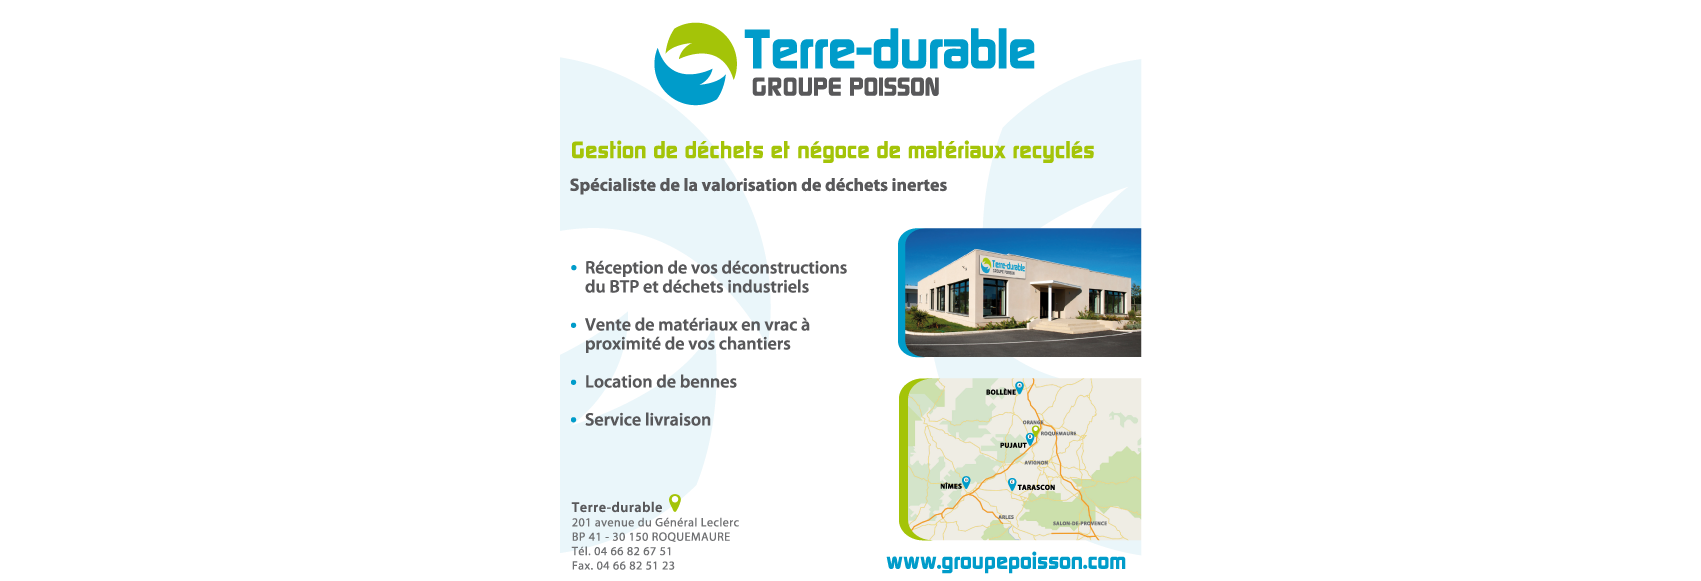 Terre-durable
GROUPE POISSON
Gestion de déchets et négoce de matériaux recyclés
Spécialiste de la valorisation de déchets inertes
• Réception de vos déconstructions
du BTP et déchets industriels
• Vente de matériaux en vrac à
proximité de vos chantiers
• Location de bennes
• Service livraison
Terre-durable
GROUPE POISSON
BOLLÈNE
ORANGE
ROQUEMAURE
PUJAUT
AVIGNON
NÎMES
TARASCON
ARLES
SALON-DE-PROVENCE
Terre-durable
201 avenue du Général Leclerc
BP 41 - 30 150 ROQUEMAURE
Tél. 04 66 82 67 51
Fax. 04 66 82 51 23
www.groupepoisson.com